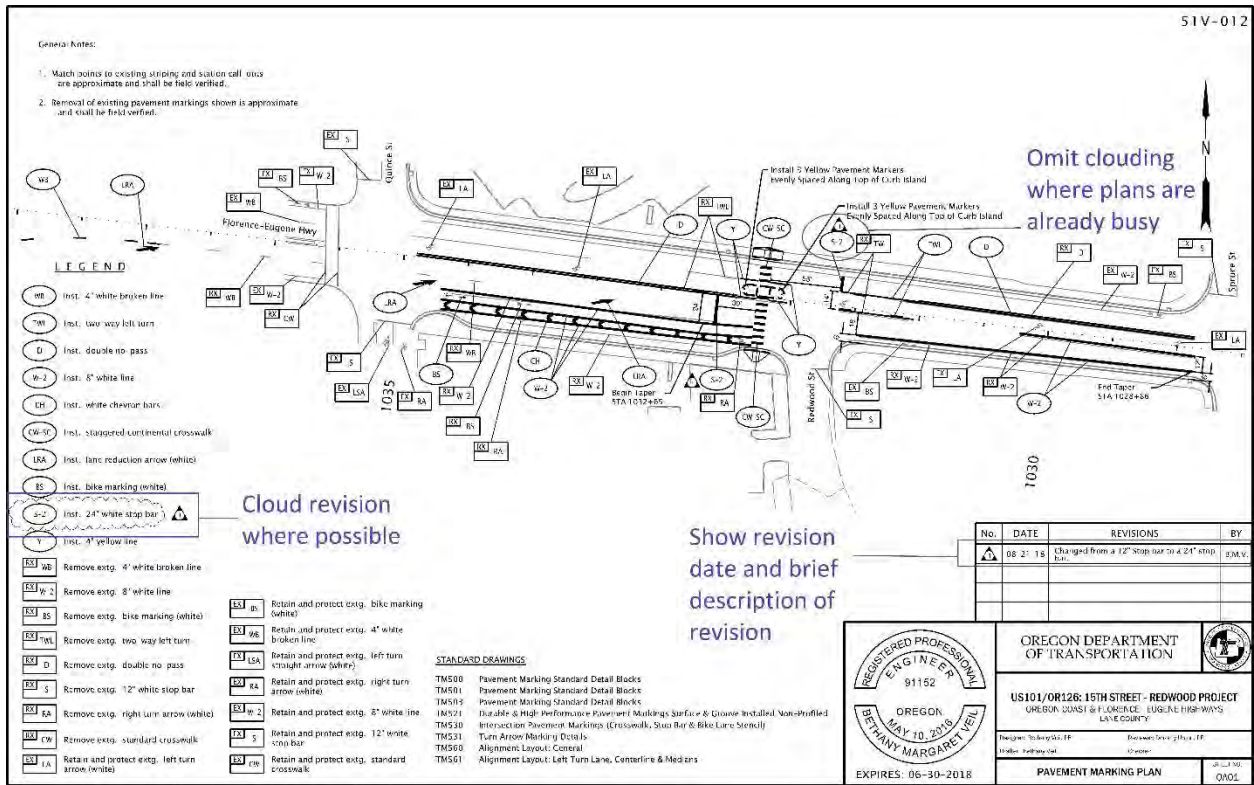 51V-012
General Notes:
1. Match points to existing striping and station call outs
are approximate and shall be field verified.
2. Removal of existing pavement markings shown is approximate
and shall be field verified.
Quince St
Florence-Eugene Hwy
Install 3 Yellow Pavement Markers
Evenly Spaced Along Top of Curb Island
Omit clouding
where plans are
already busy
N
Spruce St
Redwood St
1035
1030
Begin Taper
STA 1032+65
End Taper
STA 1028+86
LEGEND
WB Inst. 4" white broken line
TWL Inst. two-way left turn
D Inst. double no-pass
W-2 Inst. 8" white line
CH Inst. white chevron bars
CW-SC Inst. staggered continental crosswalk
LRA Inst. lane reduction arrow (white)
BS Inst. bike marking (white)
S-2 Inst. 24" white stop bar
Y Inst. 4" yellow line
Cloud revision
where possible
RX WB Remove extg. 4" white broken line
RX W-2 Remove extg. 8" white line
RX BS Remove extg. bike marking (white)
RX TWL Remove extg. two way left turn
RX D Remove extg. double no-pass
RX S Remove extg. 12" white stop bar
RX RA Remove extg. right turn arrow (white)
RX CW Remove extg. standard crosswalk
EX LA Retain and protect extg. left turn
arrow (white)
EX BS Retain and protect extg. bike marking
(white)
EX WB Retain and protect extg. 4" white
broken line
EX LSA Retain and protect extg. left turn
straight arrow (white)
EX RA Retain and protect extg. right turn
arrow (white)
EX W-2 Retain and protect extg. 8" white line
EX S Retain and protect extg. 12" white
stop bar
EX CW Retain and protect extg. standard
crosswalk
STANDARD DRAWINGS
TM500 Pavement Marking Standard Detail Blocks
TM501 Pavement Marking Standard Detail Blocks
TM503 Pavement Marking Standard Detail Blocks
TM521 Durable & High Performance Pavement Markings Surface & Groove Installed Non-Profiled
TM530 Intersection Pavement Markings (Crosswalk, Stop Bar & Bike Lane Stencil)
TM531 Turn Arrow Marking Details
TM560 Alignment Layout: General
TM561 Alignment Layout: Left Turn Lane, Centerline & Medians
Show revision
date and brief
description of
revision
No. DATE REVISIONS BY
1 08-21-16 Changed from a 12" stop bar to a 24" stop
bar. B.M.V.
REGISTERED PROFESSIONAL
ENGINEER
91152
OREGON
MAY 10, 2016
BETHANY MARGARET VEIL
EXPIRES: 06-30-2018
OREGON DEPARTMENT
OF TRANSPORTATION
US101/OR126: 15TH STREET - REDWOOD PROJECT
OREGON COAST & FLORENCE - EUGENE HIGHWAYS
LANE COUNTY
PAVEMENT MARKING PLAN
QA01